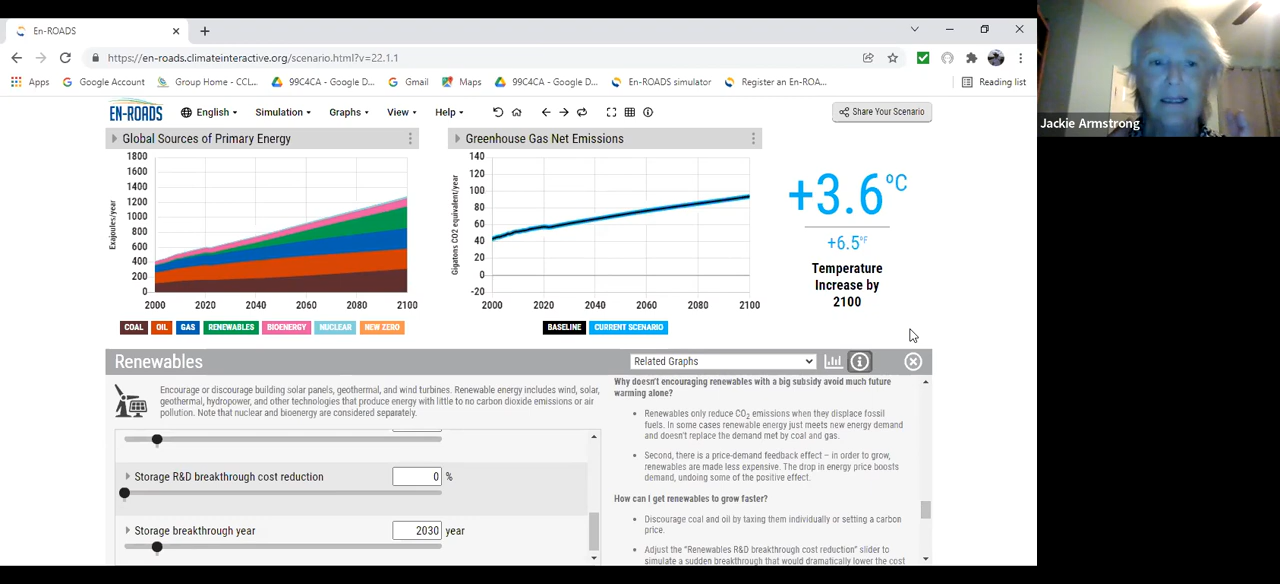 En-ROADS
https://en-roads.climateinteractive.org/scenario.html?v=22.1.1
Apps
Google Account
Group Home - CCL...
99C4CA - Google D...
Gmail
Maps
99C4CA - Google D...
En-ROADS simulator
Register an En-ROA...
Reading list
EN-ROADS
English
Simulation
Graphs
View
Help
Share Your Scenario
Global Sources of Primary Energy
1800
1600
1400
1200
1000
800
600
400
200
0
Exajoules/year
2000 2020 2040 2060 2080 2100
COAL OIL GAS RENEWABLES BIOENERGY NUCLEAR NEW ZERO
Greenhouse Gas Net Emissions
140
120
100
80
60
40
20
0
-20
Gigatons CO2 equivalent/year
2000 2020 2040 2060 2080 2100
BASELINE CURRENT SCENARIO
+3.6 °C
+6.5°F
Temperature
Increase by
2100
Jackie Armstrong
Renewables
Related Graphs
Encourage or discourage building solar panels, geothermal, and wind turbines. Renewable energy includes wind, solar,
geothermal, hydropower, and other technologies that produce energy with little to no carbon dioxide emissions or air
pollution. Note that nuclear and bioenergy are considered separately.
Storage R&D breakthrough cost reduction 0 %
Storage breakthrough year 2030 year
Why doesn't encouraging renewables with a big subsidy avoid much future
warming alone?
• Renewables only reduce CO2 emissions when they displace fossil
fuels. In some cases renewable energy just meets new energy demand
and doesn't replace the demand met by coal and gas.
• Second, there is a price-demand feedback effect – in order to grow,
renewables are made less expensive. The drop in energy price boosts
demand, undoing some of the positive effect.
How can I get renewables to grow faster?
• Discourage coal and oil by taxing them individually or setting a carbon
price.
• Adjust the "Renewables R&D breakthrough cost reduction" slider to
simulate a sudden breakthrough that would dramatically lower the cost